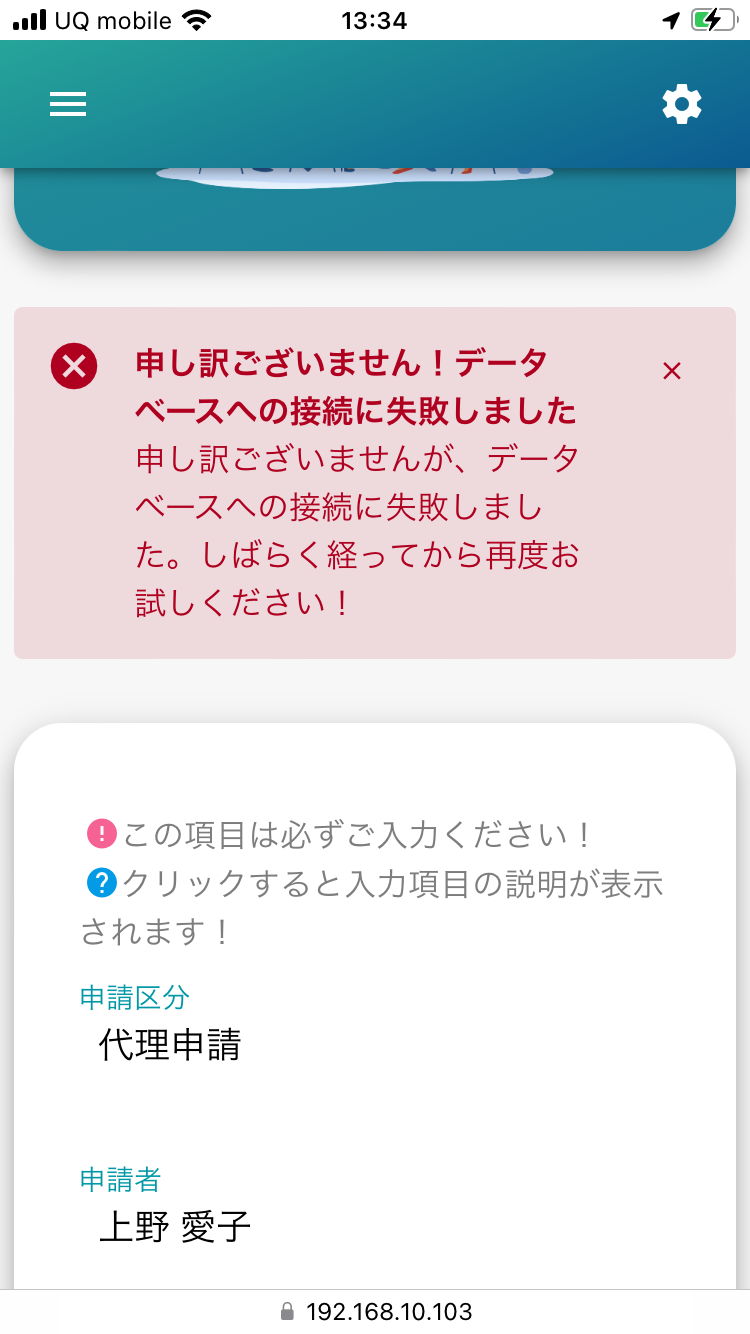 UQ mobile 13:34
申し訳ございません！データ
ベースへの接続に失敗しました
申し訳ございませんが、データ
ベースへの接続に失敗しまし
た。しばらく経ってから再度お
試しください！
この項目は必ずご入力ください！
クリックすると入力項目の説明が表示
されます！
申請区分
代理申請
申請者
上野 愛子
192.168.10.103